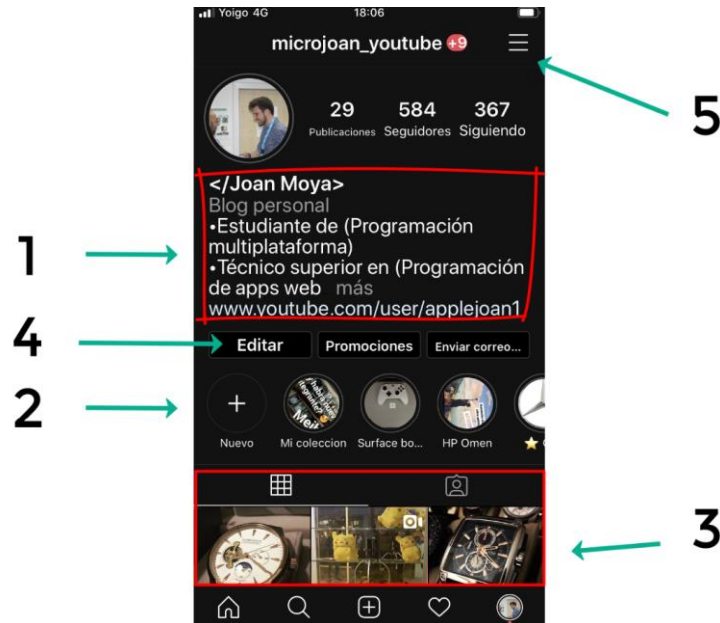 Yoigo 4G 18:06
microjoan_youtube +9
5
29 584 367
Publicaciones Seguidores Siguiendo
</Joan Moya>
Blog personal
•Estudiante de (Programación
multiplataforma)
•Técnico superior en (Programación
de apps web más
www.youtube.com/user/applejoan1
1
4
Editar Promociones Enviar correo...
2
Nuevo Mi coleccion Surface bo... HP Omen
3